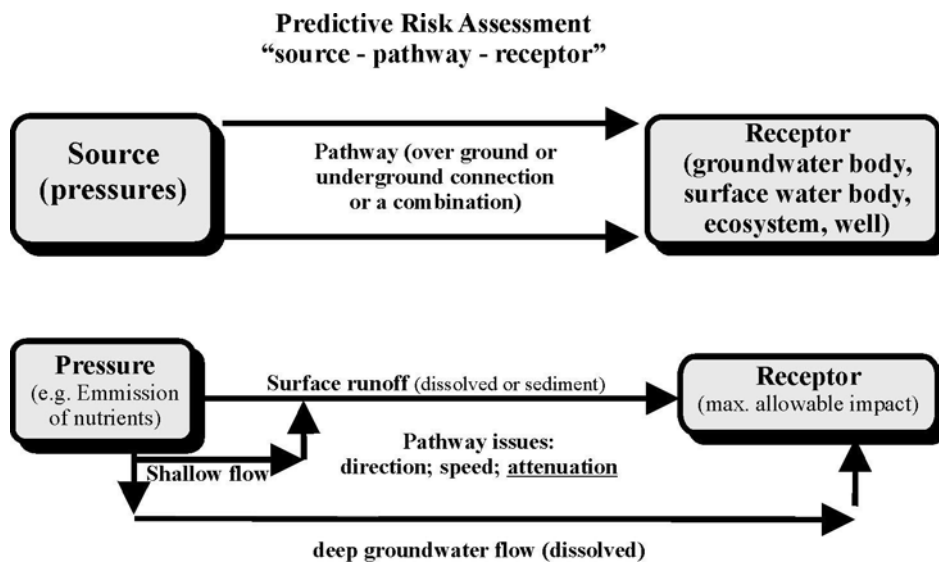 Predictive Risk Assessment
“source - pathway - receptor”
Source
(pressures)
Pathway (over ground or
underground connection
or a combination)
Receptor
(groundwater body,
surface water body,
ecosystem, well)
Pressure
(e.g. Emmission
of nutrients)
Surface runoff (dissolved or sediment)
Receptor
(max. allowable impact)
Shallow flow
Pathway issues:
direction; speed; attenuation
deep groundwater flow (dissolved)